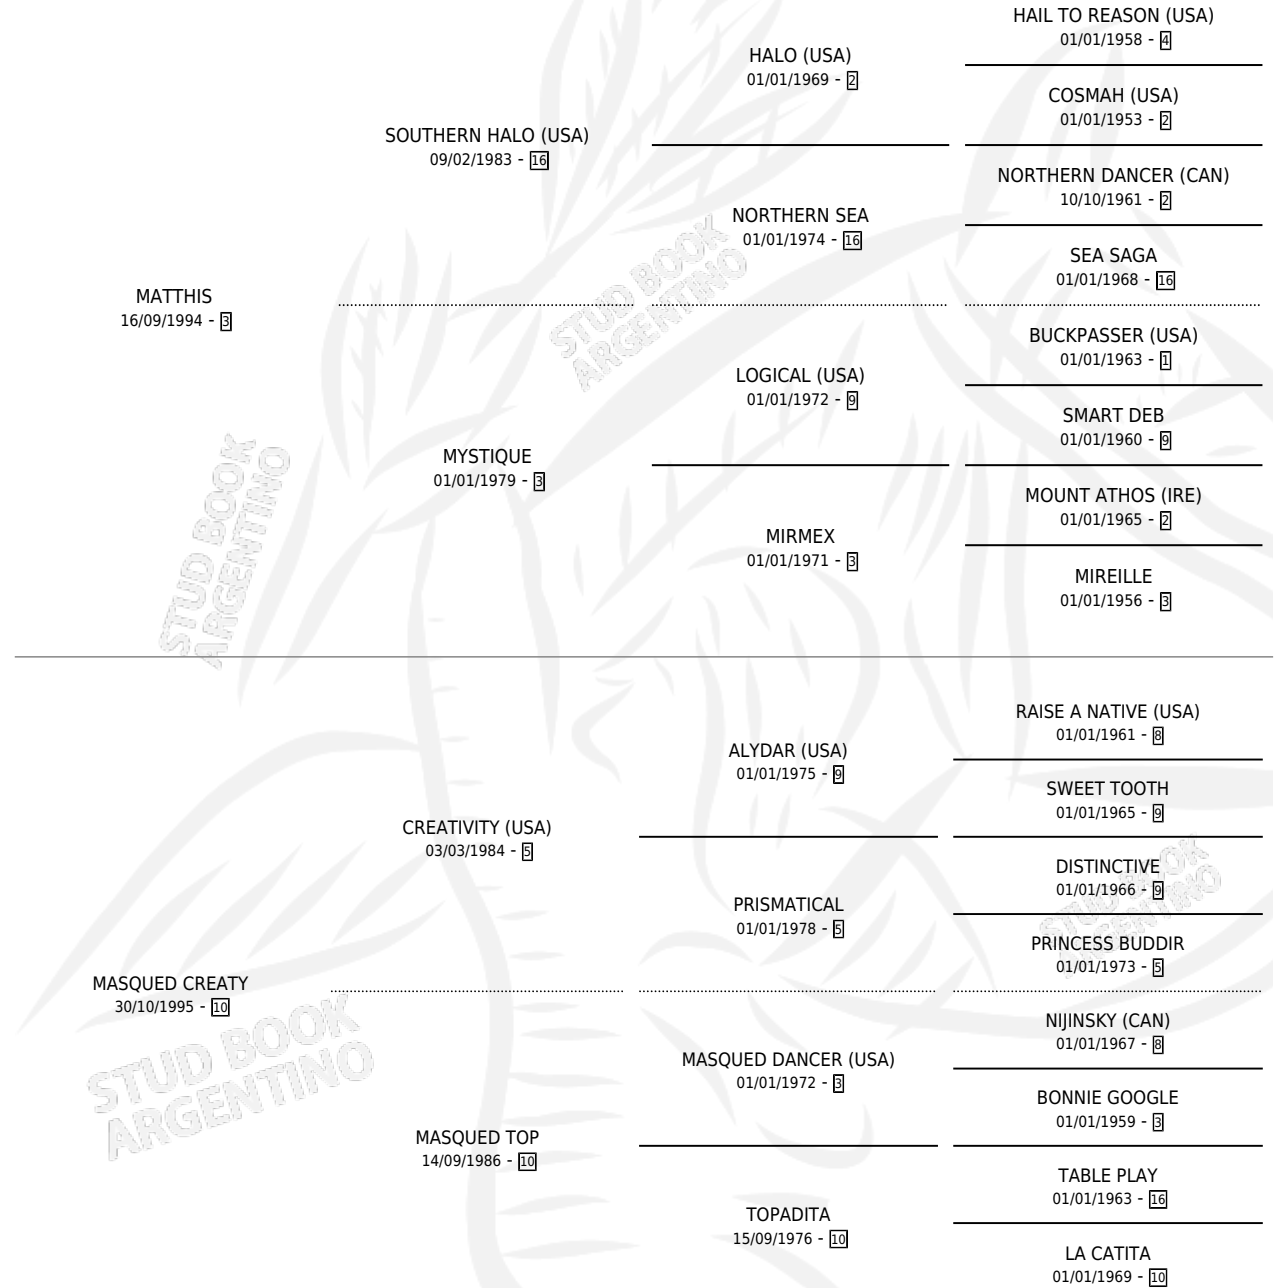 HAIL TO REASON (USA)
01/01/1958 - 4
HALO (USA)
01/01/1969 - 2
COSMAH (USA)
01/01/1953 - 2
SOUTHERN HALO (USA)
09/02/1983 - 16
NORTHERN DANCER (CAN)
10/10/1961 - 2
NORTHERN SEA
01/01/1974 - 16
SEA SAGA
01/01/1968 - 16
MATTHIS
16/09/1994 - 3
STUD BOOK
ARGENTINO
BUCKPASSER (USA)
01/01/1963 - 1
LOGICAL (USA)
01/01/1972 - 9
SMART DEB
01/01/1960 - 9
MYSTIQUE
01/01/1979 - 3
MOUNT ATHOS (IRE)
01/01/1965 - 2
MIRMEX
01/01/1971 - 3
MIREILLE
01/01/1956 - 3
STUD BOOK
ARGENTINO
RAISE A NATIVE (USA)
01/01/1961 - 8
ALYDAR (USA)
01/01/1975 - 9
SWEET TOOTH
01/01/1965 - 9
CREATIVITY (USA)
03/03/1984 - 5
DISTINCTIVE
01/01/1966 - 9
STUD BOOK
ARGENTINO
PRISMATICAL
01/01/1978 - 5
PRINCESS BUDDIR
01/01/1973 - 5
MASQUED CREATY
30/10/1995 - 10
STUD BOOK
ARGENTINO
NIJINSKY (CAN)
01/01/1967 - 8
MASQUED DANCER (USA)
01/01/1972 - 3
BONNIE GOOGLE
01/01/1959 - 3
MASQUED TOP
14/09/1986 - 10
TABLE PLAY
01/01/1963 - 16
TOPADITA
15/09/1976 - 10
LA CATITA
01/01/1969 - 10